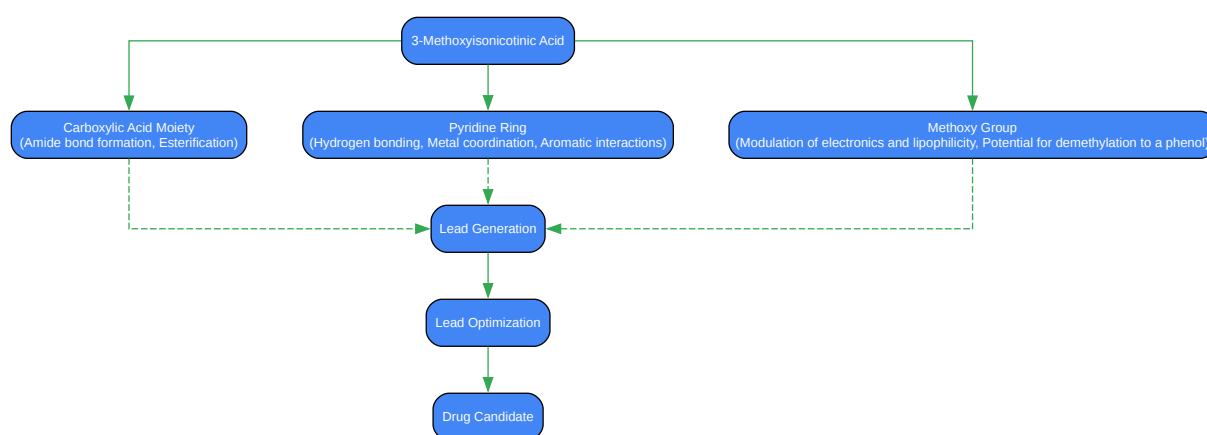 3-Methoxyisonicotinic Acid
Carboxylic Acid Moiety
(Amide bond formation, Esterification)
Pyridine Ring
(Hydrogen bonding, Metal coordination, Aromatic interactions)
Methoxy Group
(Modulation of electronics and lipophilicity, Potential for demethylation to a phenol)
Lead Generation
Lead Optimization
Drug Candidate